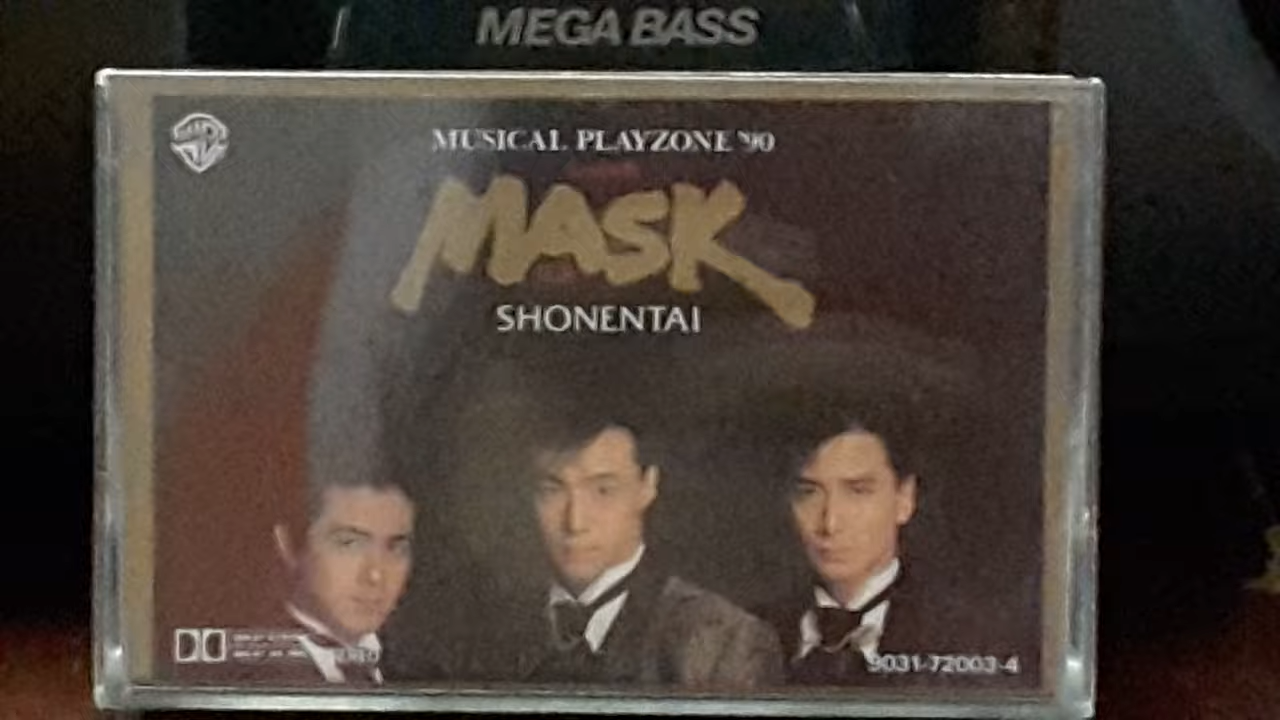 MEGA BASS
MUSICAL PLAYZONE '90
MASK
SHONENTAI
9031-72003-4